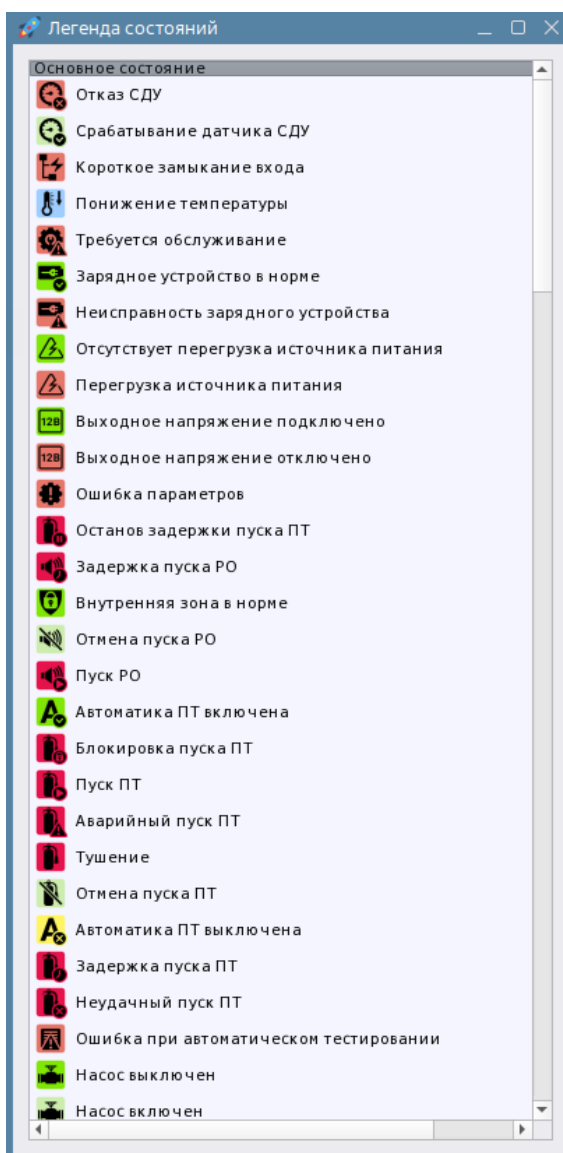 Легенда состояний
Основное состояние
Отказ СДУ
Срабатывание датчика СДУ
Короткое замыкание входа
Понижение температуры
Требуется обслуживание
Зарядное устройство в норме
Неисправность зарядного устройства
Отсутствует перегрузка источника питания
Перегрузка источника питания
12В Выходное напряжение подключено
12В Выходное напряжение отключено
Ошибка параметров
Останов задержки пуска ПТ
Задержка пуска РО
Внутренняя зона в норме
Отмена пуска РО
Пуск РО
Автоматика ПТ включена
Блокировка пуска ПТ
Пуск ПТ
Аварийный пуск ПТ
Тушение
Отмена пуска ПТ
Автоматика ПТ выключена
Задержка пуска ПТ
Неудачный пуск ПТ
Ошибка при автоматическом тестировании
Насос выключен
Насос включен